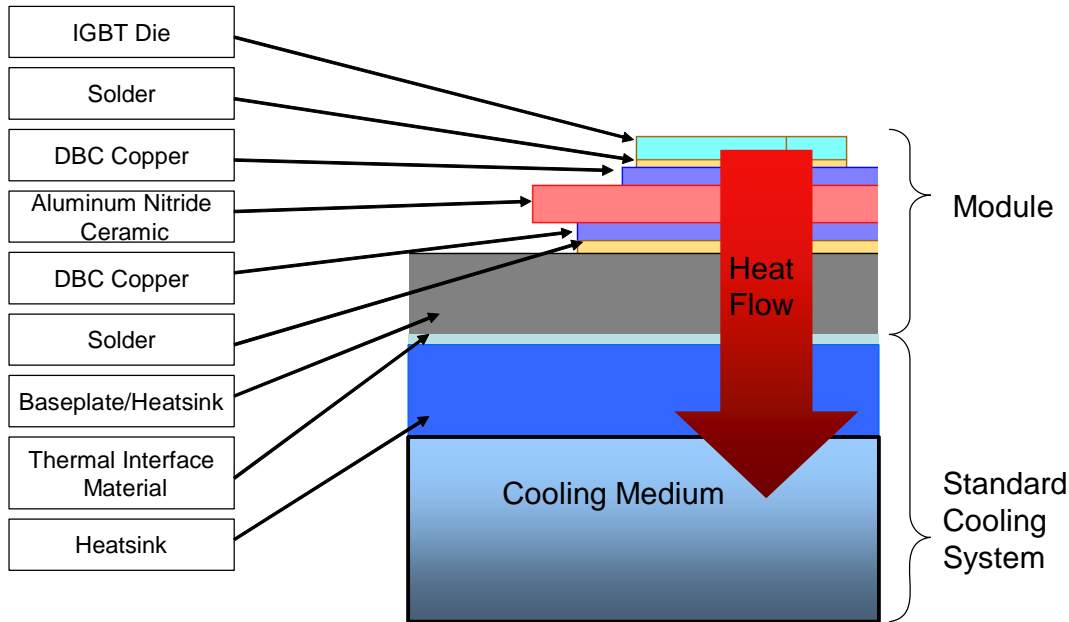 IGBT Die
Solder
DBC Copper
Aluminum Nitride
Ceramic
DBC Copper
Solder
Baseplate/Heatsink
Thermal Interface
Material
Heatsink
Heat
Flow
Cooling Medium
Module
Standard
Cooling
System